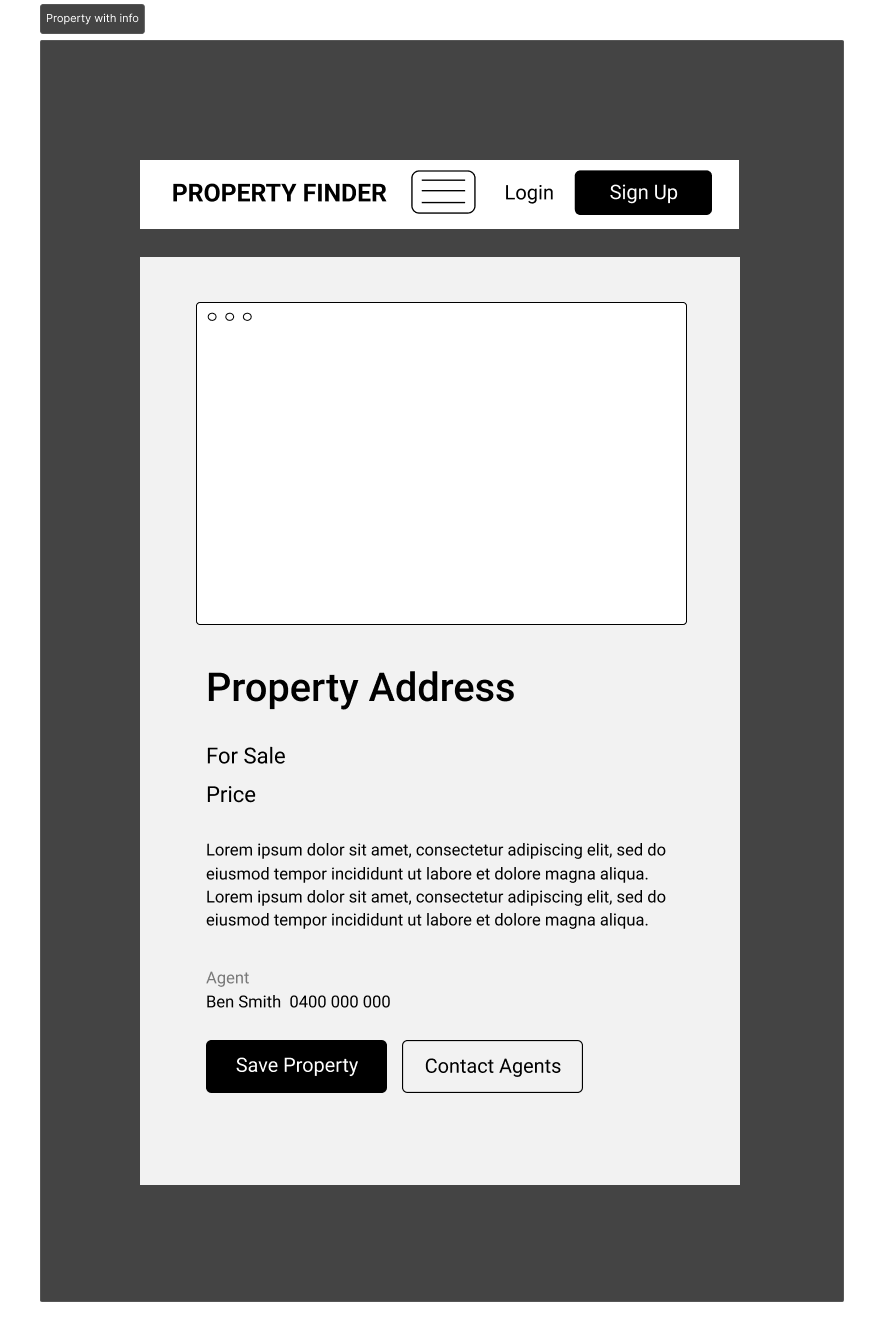 Property with info
PROPERTY FINDER
Login
Sign Up
Property Address
For Sale
Price
Lorem ipsum dolor sit amet, consectetur adipiscing elit, sed do
eiusmod tempor incididunt ut labore et dolore magna aliqua.
Lorem ipsum dolor sit amet, consectetur adipiscing elit, sed do
eiusmod tempor incididunt ut labore et dolore magna aliqua.
Agent
Ben Smith  0400 000 000
Save Property
Contact Agents